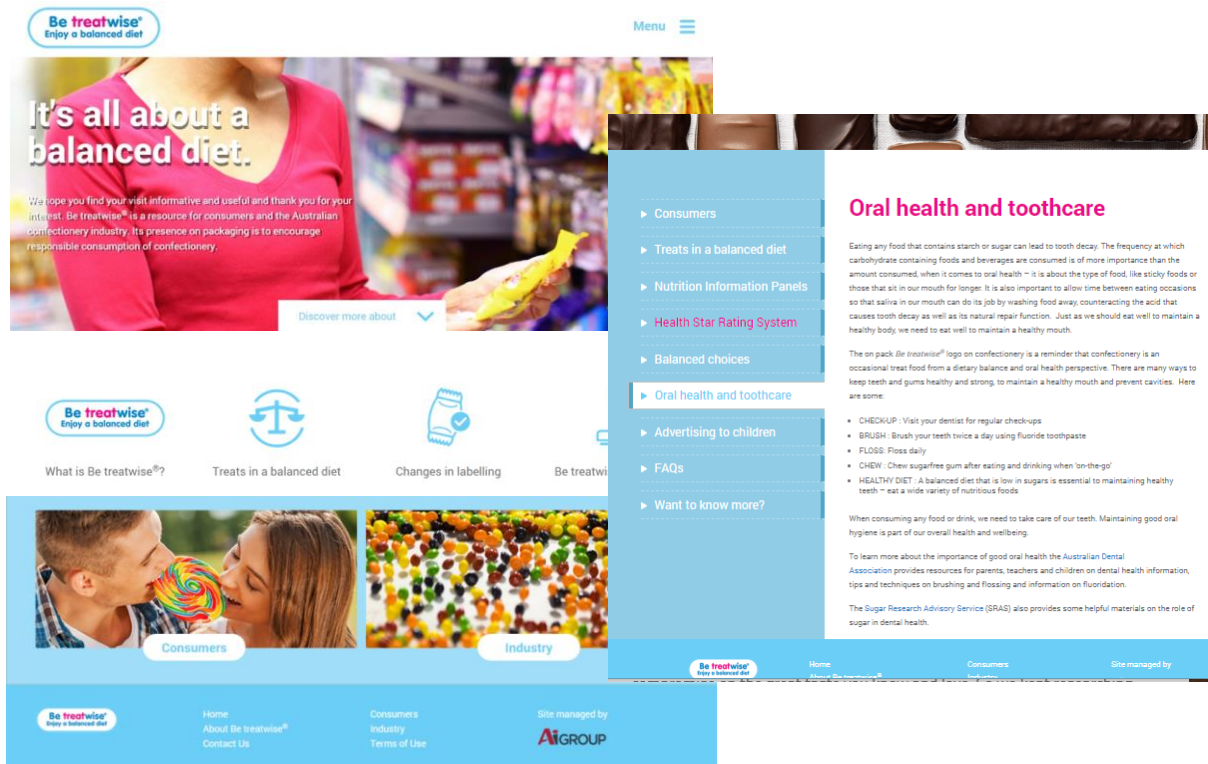 Be treatwise®
Enjoy a balanced diet
Menu
It's all about a
balanced diet.
We hope you find your visit informative and useful and thank you for your
interest. Be treatwise® is a resource for consumers and the Australian
confectionery industry. Its presence on packaging is to encourage
responsible consumption of confectionery.
Discover more about
Be treatwise®
Enjoy a balanced diet
What is Be treatwise®?
Treats in a balanced diet
Changes in labelling
Be treatwi
Consumers
Industry
Be treatwise®
Enjoy a balanced diet
Home
About Be treatwise®
Contact Us
Consumers
Industry
Terms of Use
Site managed by
Ai GROUP
Consumers
Treats in a balanced diet
Nutrition Information Panels
Health Star Rating System
Balanced choices
Oral health and toothcare
Advertising to children
FAQs
Want to know more?
Oral health and toothcare
Eating any food that contains starch or sugar can lead to tooth decay. The frequency at which
carbohydrate containing foods and beverages are consumed is of more importance than the
amount consumed, when it comes to oral health – it is about the type of food, like sticky foods or
those that sit in our mouth for longer. It is also important to allow time between eating occasions
so that saliva in our mouth can do its job by washing food away, counteracting the acid that
causes tooth decay as well as its natural repair function. Just as we should eat well to maintain a
healthy body, we need to eat well to maintain a healthy mouth.
The on pack Be treatwise® logo on confectionery is a reminder that confectionery is an
occasional treat food from a dietary balance and oral health perspective. There are many ways to
keep teeth and gums healthy and strong, to maintain a healthy mouth and prevent cavities. Here
are some:
• CHECK-UP : Visit your dentist for regular check-ups
• BRUSH : Brush your teeth twice a day using fluoride toothpaste
• FLOSS: Floss daily
• CHEW : Chew sugarfree gum after eating and drinking when 'on-the-go'
• HEALTHY DIET : A balanced diet that is low in sugars is essential to maintaining healthy
teeth – eat a wide variety of nutritious foods
When consuming any food or drink, we need to take care of our teeth. Maintaining good oral
hygiene is part of our overall health and wellbeing.
To learn more about the importance of good oral health the Australian Dental
Association provides resources for parents, teachers and children on dental health information,
tips and techniques on brushing and flossing and information on fluoridation.
The Sugar Research Advisory Service (SRAS) also provides some helpful materials on the role of
sugar in dental health.
Be treatwise®
Enjoy a balanced diet
Home
About Be treatwise®
Consumers
Industry
Site managed by